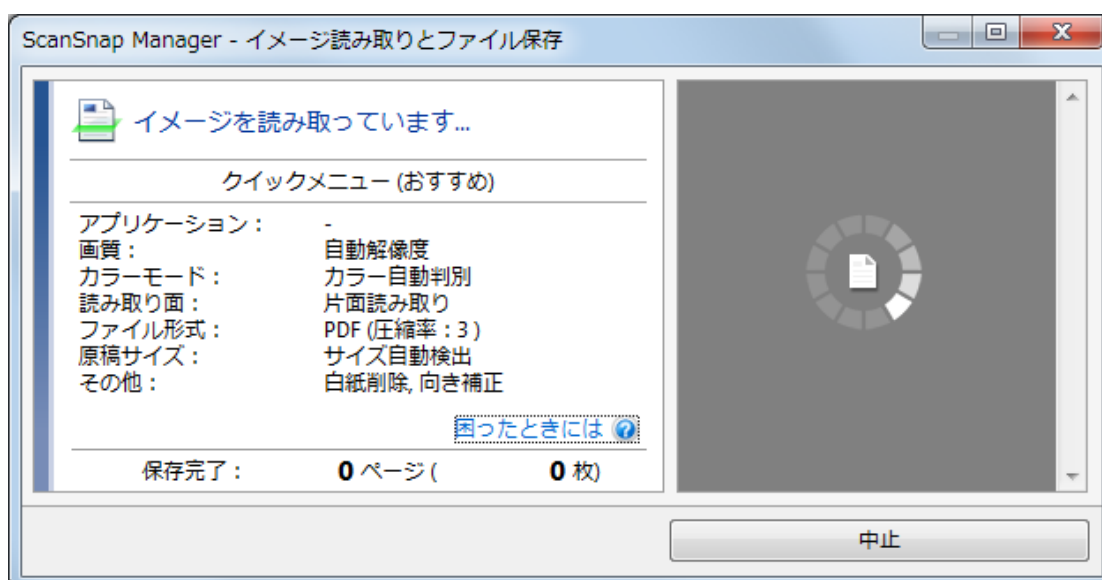 ScanSnap Manager - イメージ読み取りとファイル保存
イメージを読み取っています...
クイックメニュー (おすすめ)
アプリケーション： -
画質： 自動解像度
カラーモード： カラー自動判別
読み取り面： 片面読み取り
ファイル形式： PDF (圧縮率：3 )
原稿サイズ： サイズ自動検出
その他： 白紙削除, 向き補正
困ったときには ?
保存完了： 0 ページ ( 0 枚)
中止